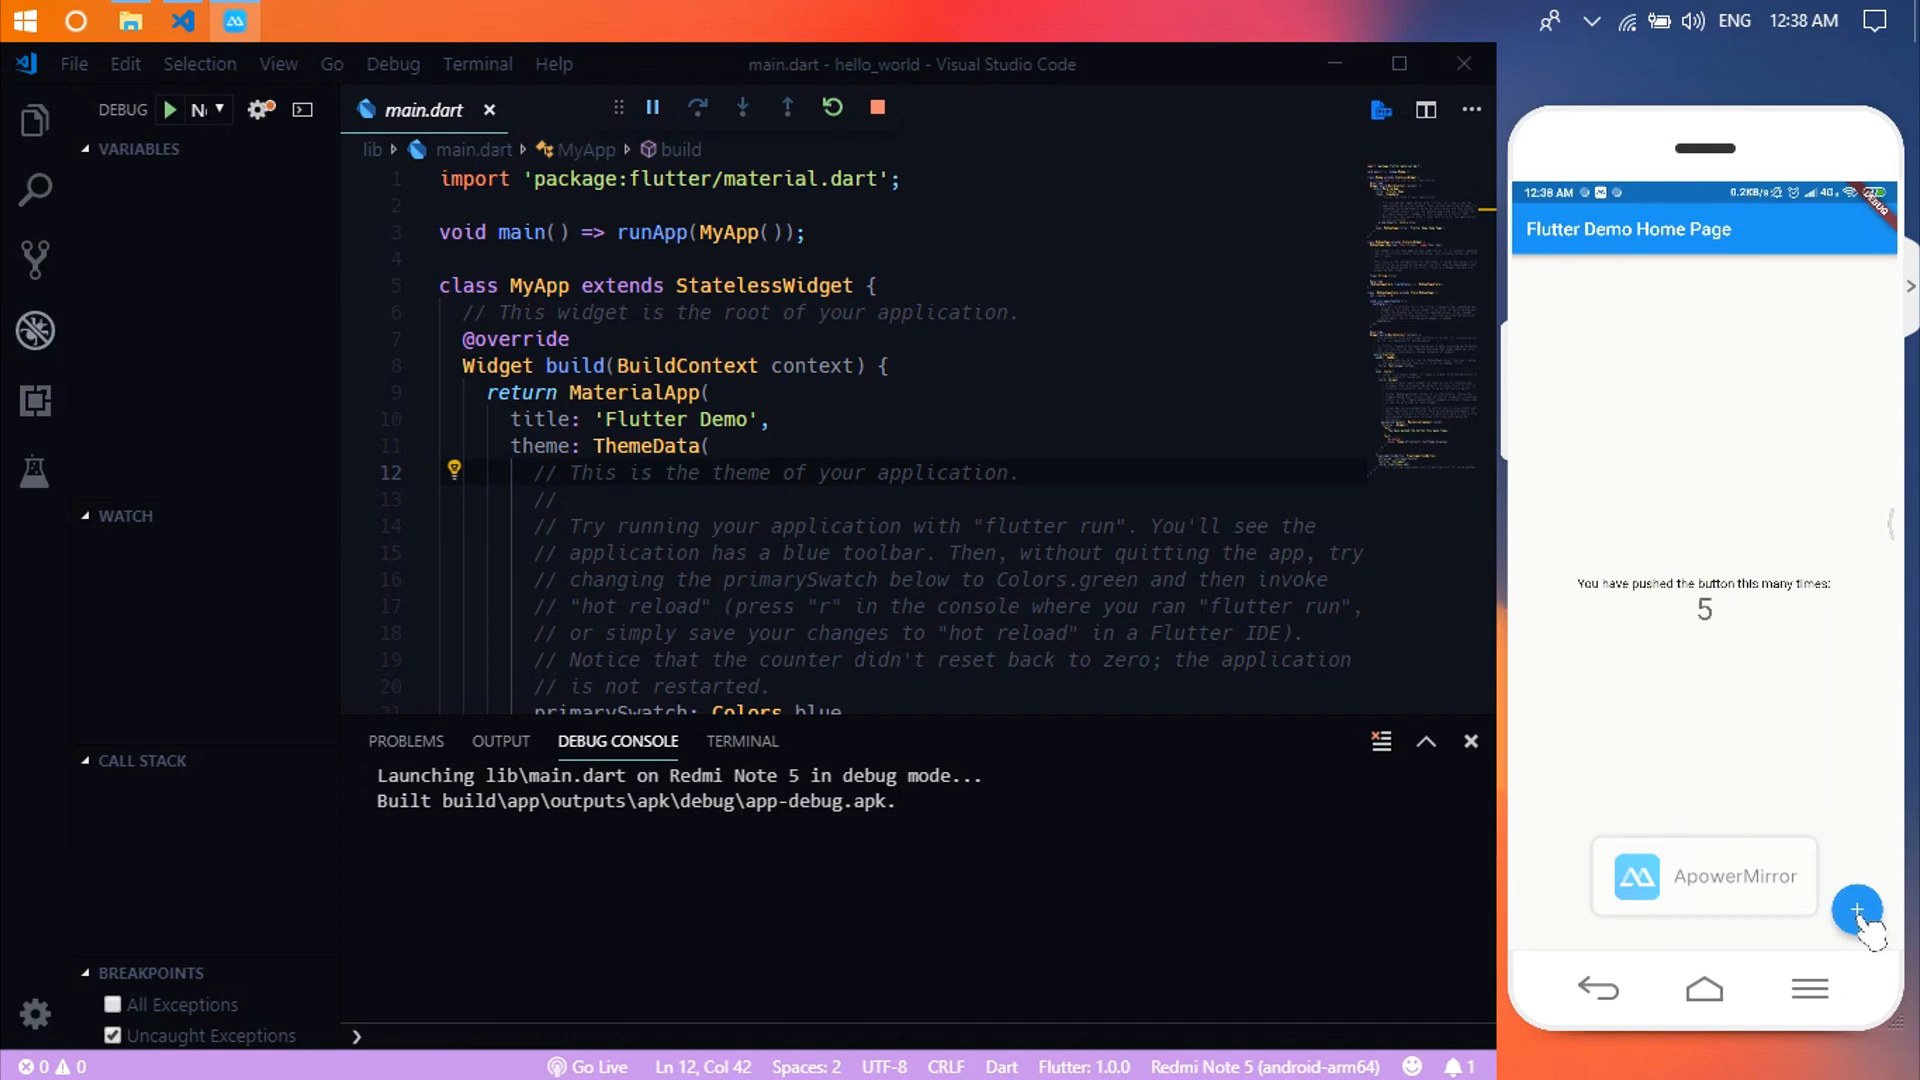 ENG 12:38 AM
File Edit Selection View Go Debug Terminal Help
main.dart - hello_world - Visual Studio Code
DEBUG
main.dart
VARIABLES
WATCH
CALL STACK
BREAKPOINTS
All Exceptions
Uncaught Exceptions
lib main.dart MyApp build
1 import 'package:flutter/material.dart';
2
3 void main() => runApp(MyApp());
4
5 class MyApp extends StatelessWidget {
6 // This widget is the root of your application.
7 @override
8 Widget build(BuildContext context) {
9 return MaterialApp(
10 title: 'Flutter Demo',
11 theme: ThemeData(
12 // This is the theme of your application.
13 //
14 // Try running your application with "flutter run". You'll see the
15 // application has a blue toolbar. Then, without quitting the app, try
16 // changing the primarySwatch below to Colors.green and then invoke
17 // "hot reload" (press "r" in the console where you ran "flutter run",
18 // or simply save your changes to "hot reload" in a Flutter IDE).
19 // Notice that the counter didn't reset back to zero; the application
20 // is not restarted.
21 primarySwatch: Colors.blue
PROBLEMS OUTPUT DEBUG CONSOLE TERMINAL
Launching lib\main.dart on Redmi Note 5 in debug mode...
Built build\app\outputs\apk\debug\app-debug.apk.
0 0 Go Live Ln 12, Col 42 Spaces: 2 UTF-8 CRLF Dart Flutter: 1.0.0 Redmi Note 5 (android-arm64) 1
12:38 AM 0.2KB/s 4G
DEBUG
Flutter Demo Home Page
You have pushed the button this many times:
5
ApowerMirror
+